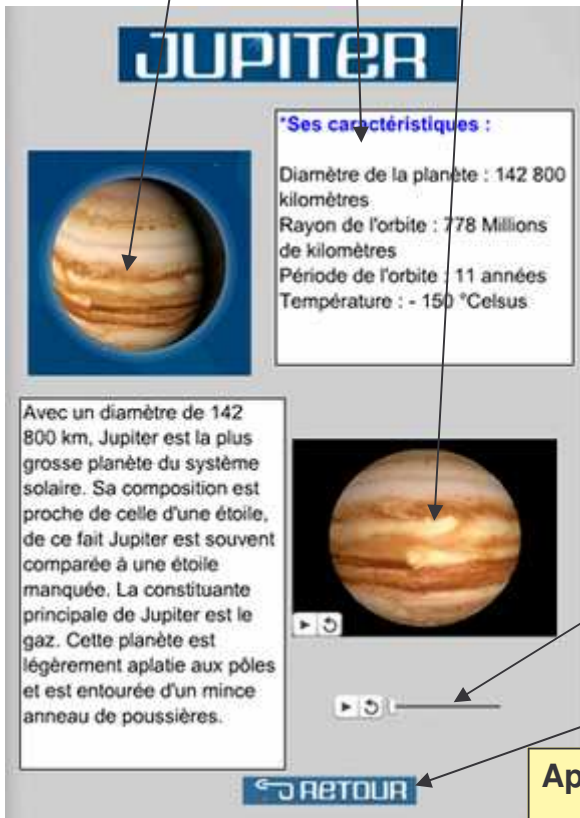 JUPITER
*Ses caractéristiques :
Diamètre de la planète : 142 800
kilomètres
Rayon de l'orbite : 778 Millions
de kilomètres
Période de l'orbite : 11 années
Température : - 150 °Celsus
Avec un diamètre de 142
800 km, Jupiter est la plus
grosse planète du système
solaire. Sa composition est
proche de celle d'une étoile,
de ce fait Jupiter est souvent
comparée à une étoile
manquée. La constituante
principale de Jupiter est le
gaz. Cette planète est
légèrement aplatie aux pôles
et est entourée d'un mince
anneau de poussières.
RETOUR
Ap